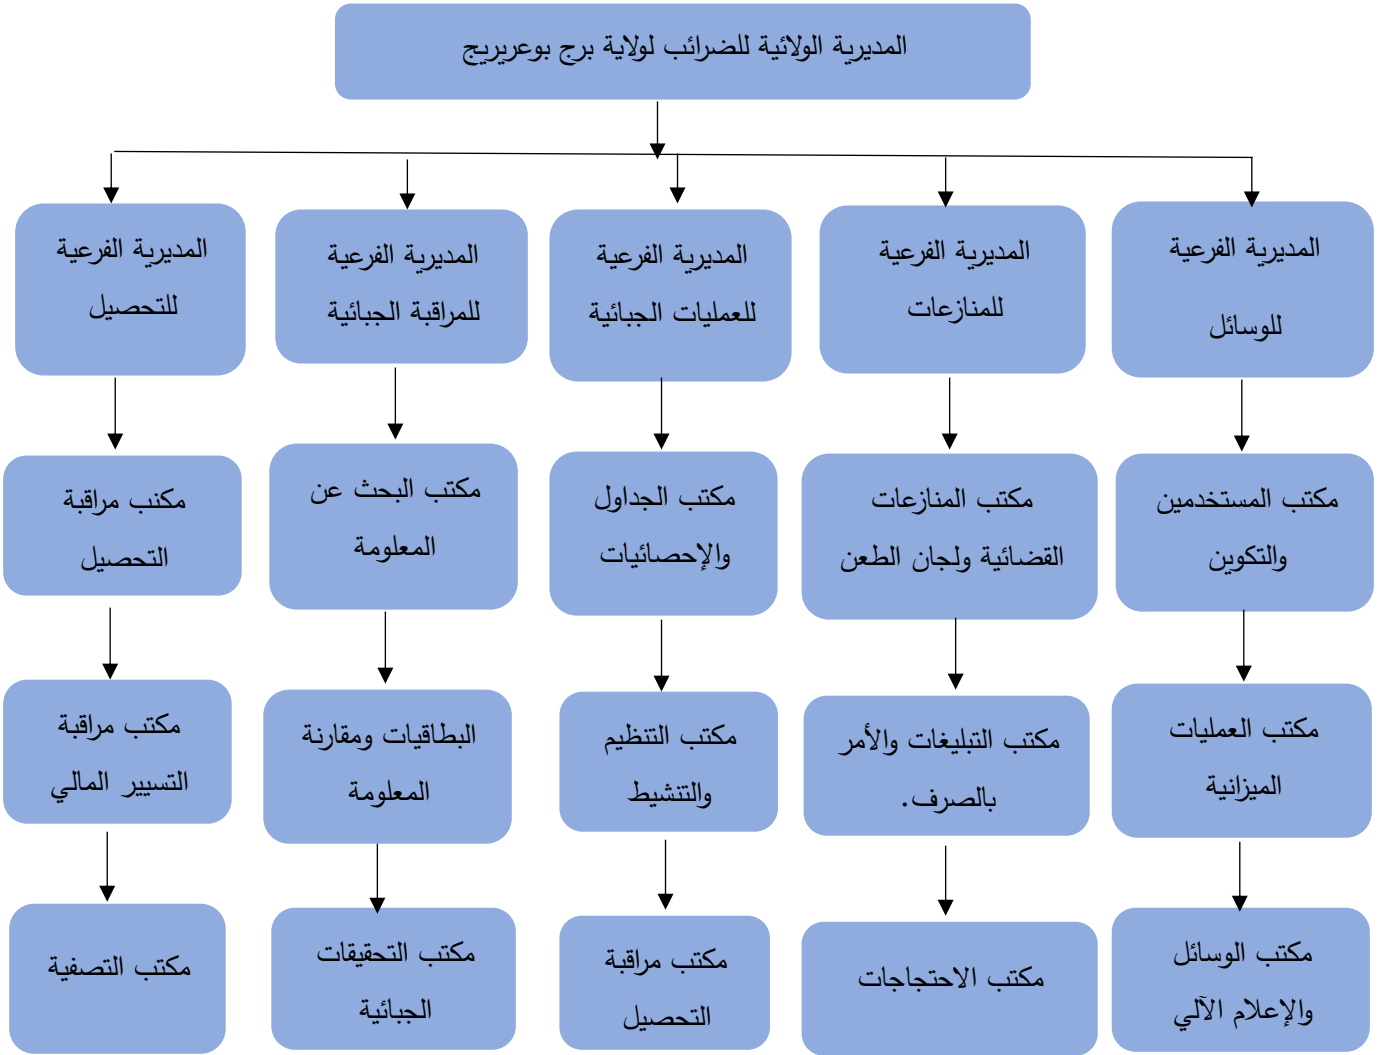 المديرية الولائية للضرائب لولاية برج بوعريريج
المديرية الفرعية
للوسائل
المديرية الفرعية
للمنازعات
المديرية الفرعية
للعمليات الجبائية
المديرية الفرعية
للمراقبة الجبائية
المديرية الفرعية
للتحصيل
مكتب المستخدمين
والتكوين
مكتب المنازعات
القضائية ولجان الطعن
مكتب الجداول
والإحصائيات
مكتب البحث عن
المعلومة
مكنب مراقبة
التحصيل
مكتب العمليات
الميزانية
مكتب التبليغات والأمر
بالصرف.
مكتب التنظيم
والتنشيط
البطاقيات ومقارنة
المعلومة
مكتب مراقبة
التسيير المالي
مكتب الوسائل
والإعلام الآلي
مكتب الاحتجاجات
مكتب مراقبة
التحصيل
مكتب التحقيقات
الجبائية
مكتب التصفية